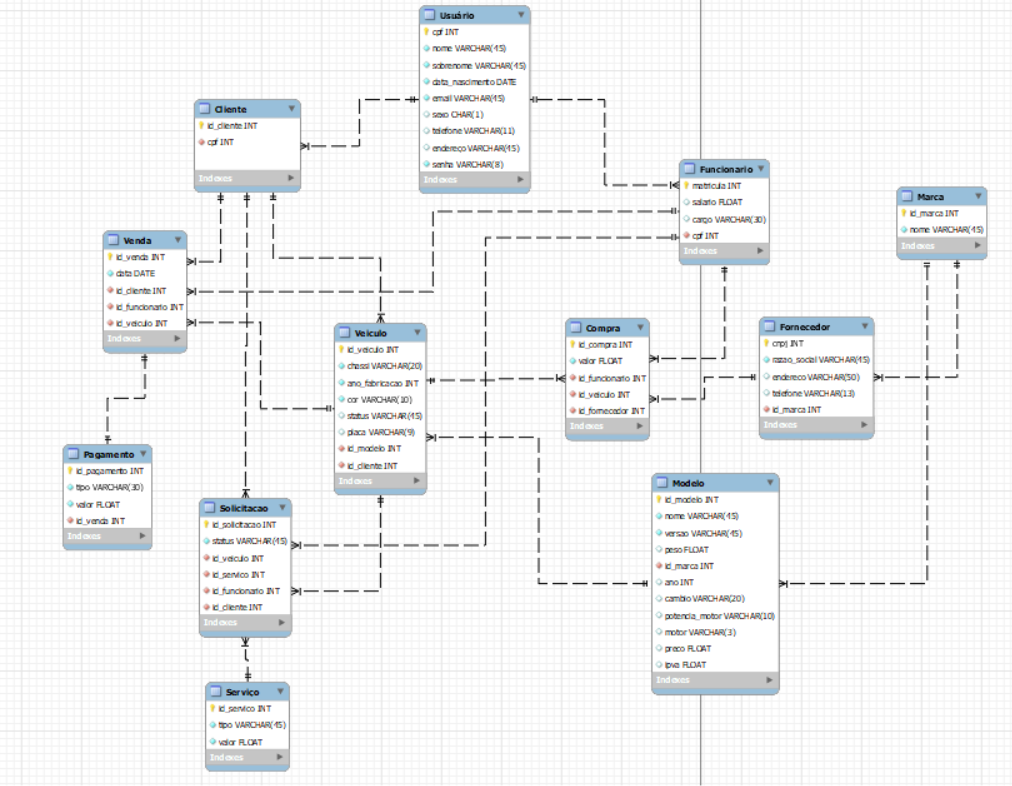 Usuário
cpf INT
nome VARCHAR(45)
sobrenome VARCHAR(45)
data_nascimento DATE
email VARCHAR(45)
sexo CHAR(1)
telefone VARCHAR(11)
endereço VARCHAR(45)
senha VARCHAR(8)
Indexes
Cliente
id_cliente INT
cpf INT
Indexes
Funcionario
matricula INT
salario FLOAT
cargo VARCHAR(30)
cpf INT
Indexes
Marca
id_marca INT
nome VARCHAR(45)
Indexes
Venda
id_venda INT
data DATE
id_cliente INT
id_funcionario INT
id_veiculo INT
Indexes
Veiculo
id_veiculo INT
chassi VARCHAR(20)
ano_fabricacao INT
cor VARCHAR(10)
status VARCHAR(45)
placa VARCHAR(9)
id_modelo INT
id_cliente INT
Indexes
Compra
id_compra INT
valor FLOAT
id_funcionario INT
id_veiculo INT
id_fornecedor INT
Indexes
Fornecedor
cnpj INT
razao_social VARCHAR(45)
endereco VARCHAR(50)
telefone VARCHAR(13)
id_marca INT
Indexes
Pagamento
id_pagamento INT
tipo VARCHAR(30)
valor FLOAT
id_venda INT
Indexes
Solicitacao
id_solicitacao INT
status VARCHAR(45)
id_veiculo INT
id_servico INT
id_funcionario INT
id_cliente INT
Indexes
Modelo
id_modelo INT
nome VARCHAR(45)
versao VARCHAR(45)
peso FLOAT
id_marca INT
ano INT
cambio VARCHAR(20)
potencia_motor VARCHAR(10)
motor VARCHAR(3)
preco FLOAT
ipva FLOAT
Indexes
Serviço
id_servico INT
tipo VARCHAR(45)
valor FLOAT
Indexes